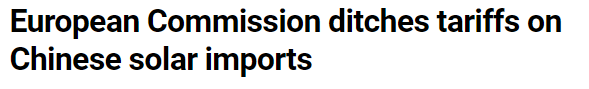 European Commission ditches tariffs on
Chinese solar imports